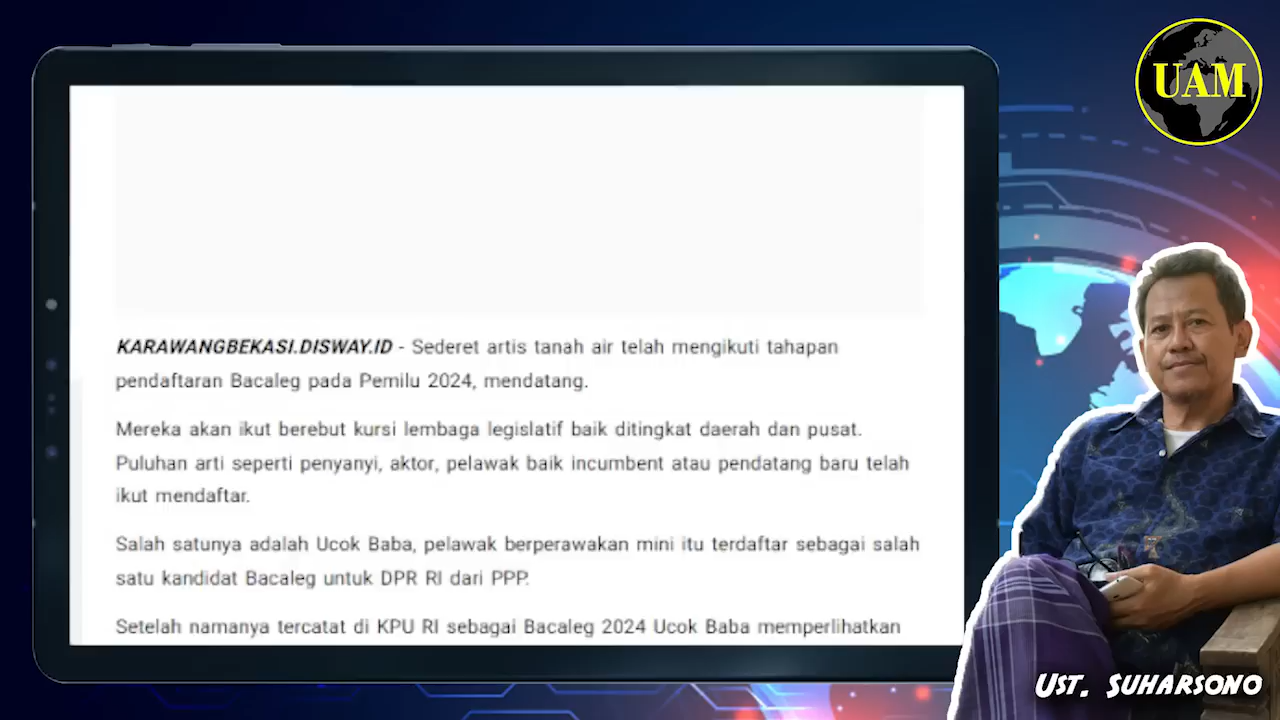 UAM
KARAWANGBEKASI.DISWAY.ID - Sederet artis tanah air telah mengikuti tahapan
pendaftaran Bacaleg pada Pemilu 2024, mendatang.
Mereka akan ikut berebut kursi lembaga legislatif baik ditingkat daerah dan pusat.
Puluhan arti seperti penyanyi, aktor, pelawak baik incumbent atau pendatang baru telah
ikut mendaftar.
Salah satunya adalah Ucok Baba, pelawak berperawakan mini itu terdaftar sebagai salah
satu kandidat Bacaleg untuk DPR RI dari PPP.
Setelah namanya tercatat di KPU RI sebagai Bacaleg 2024 Ucok Baba memperlihatkan
UST. SUHARSONO